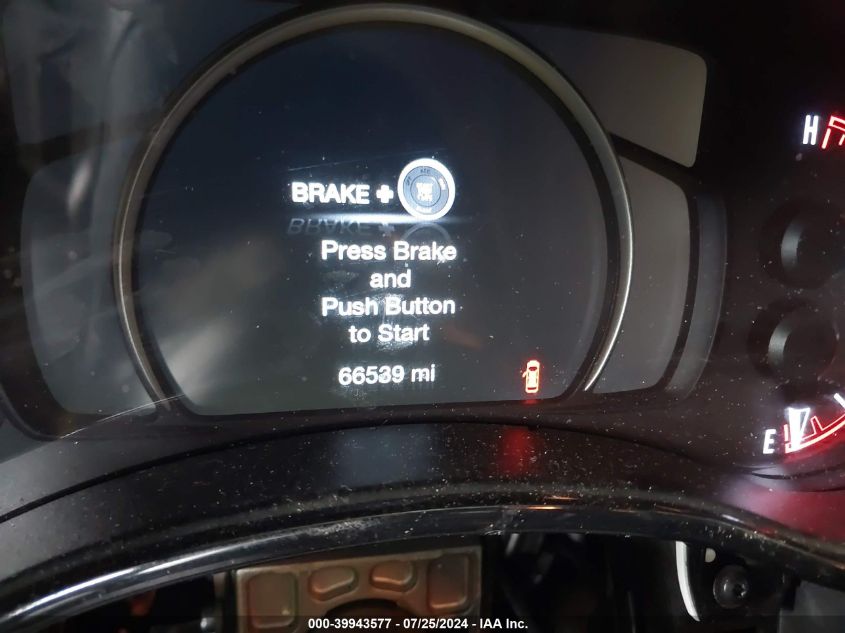 H
BRAKE +
Press Brake
and
Push Button
to Start
66539 mi
E
000-39943577 - 07/25/2024 - IAA Inc.